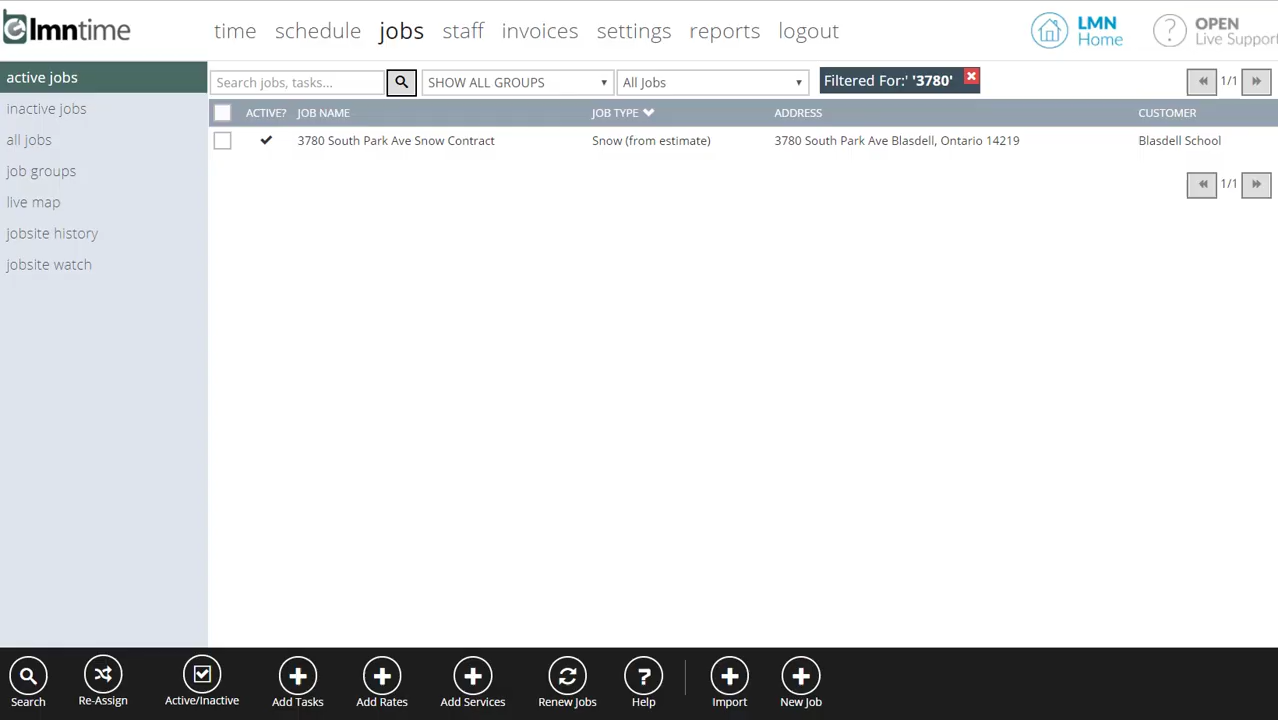 lmntime
time schedule jobs staff invoices settings reports logout
LMN
Home
OPEN
Live Support
active jobs
inactive jobs
all jobs
job groups
live map
jobsite history
jobsite watch
Search jobs, tasks... SHOW ALL GROUPS All Jobs Filtered For:' '3780' 1/1
ACTIVE? JOB NAME JOB TYPE ADDRESS CUSTOMER
3780 South Park Ave Snow Contract Snow (from estimate) 3780 South Park Ave Blasdell, Ontario 14219 Blasdell School
1/1
Search Re-Assign Active/Inactive Add Tasks Add Rates Add Services Renew Jobs Help Import New Job